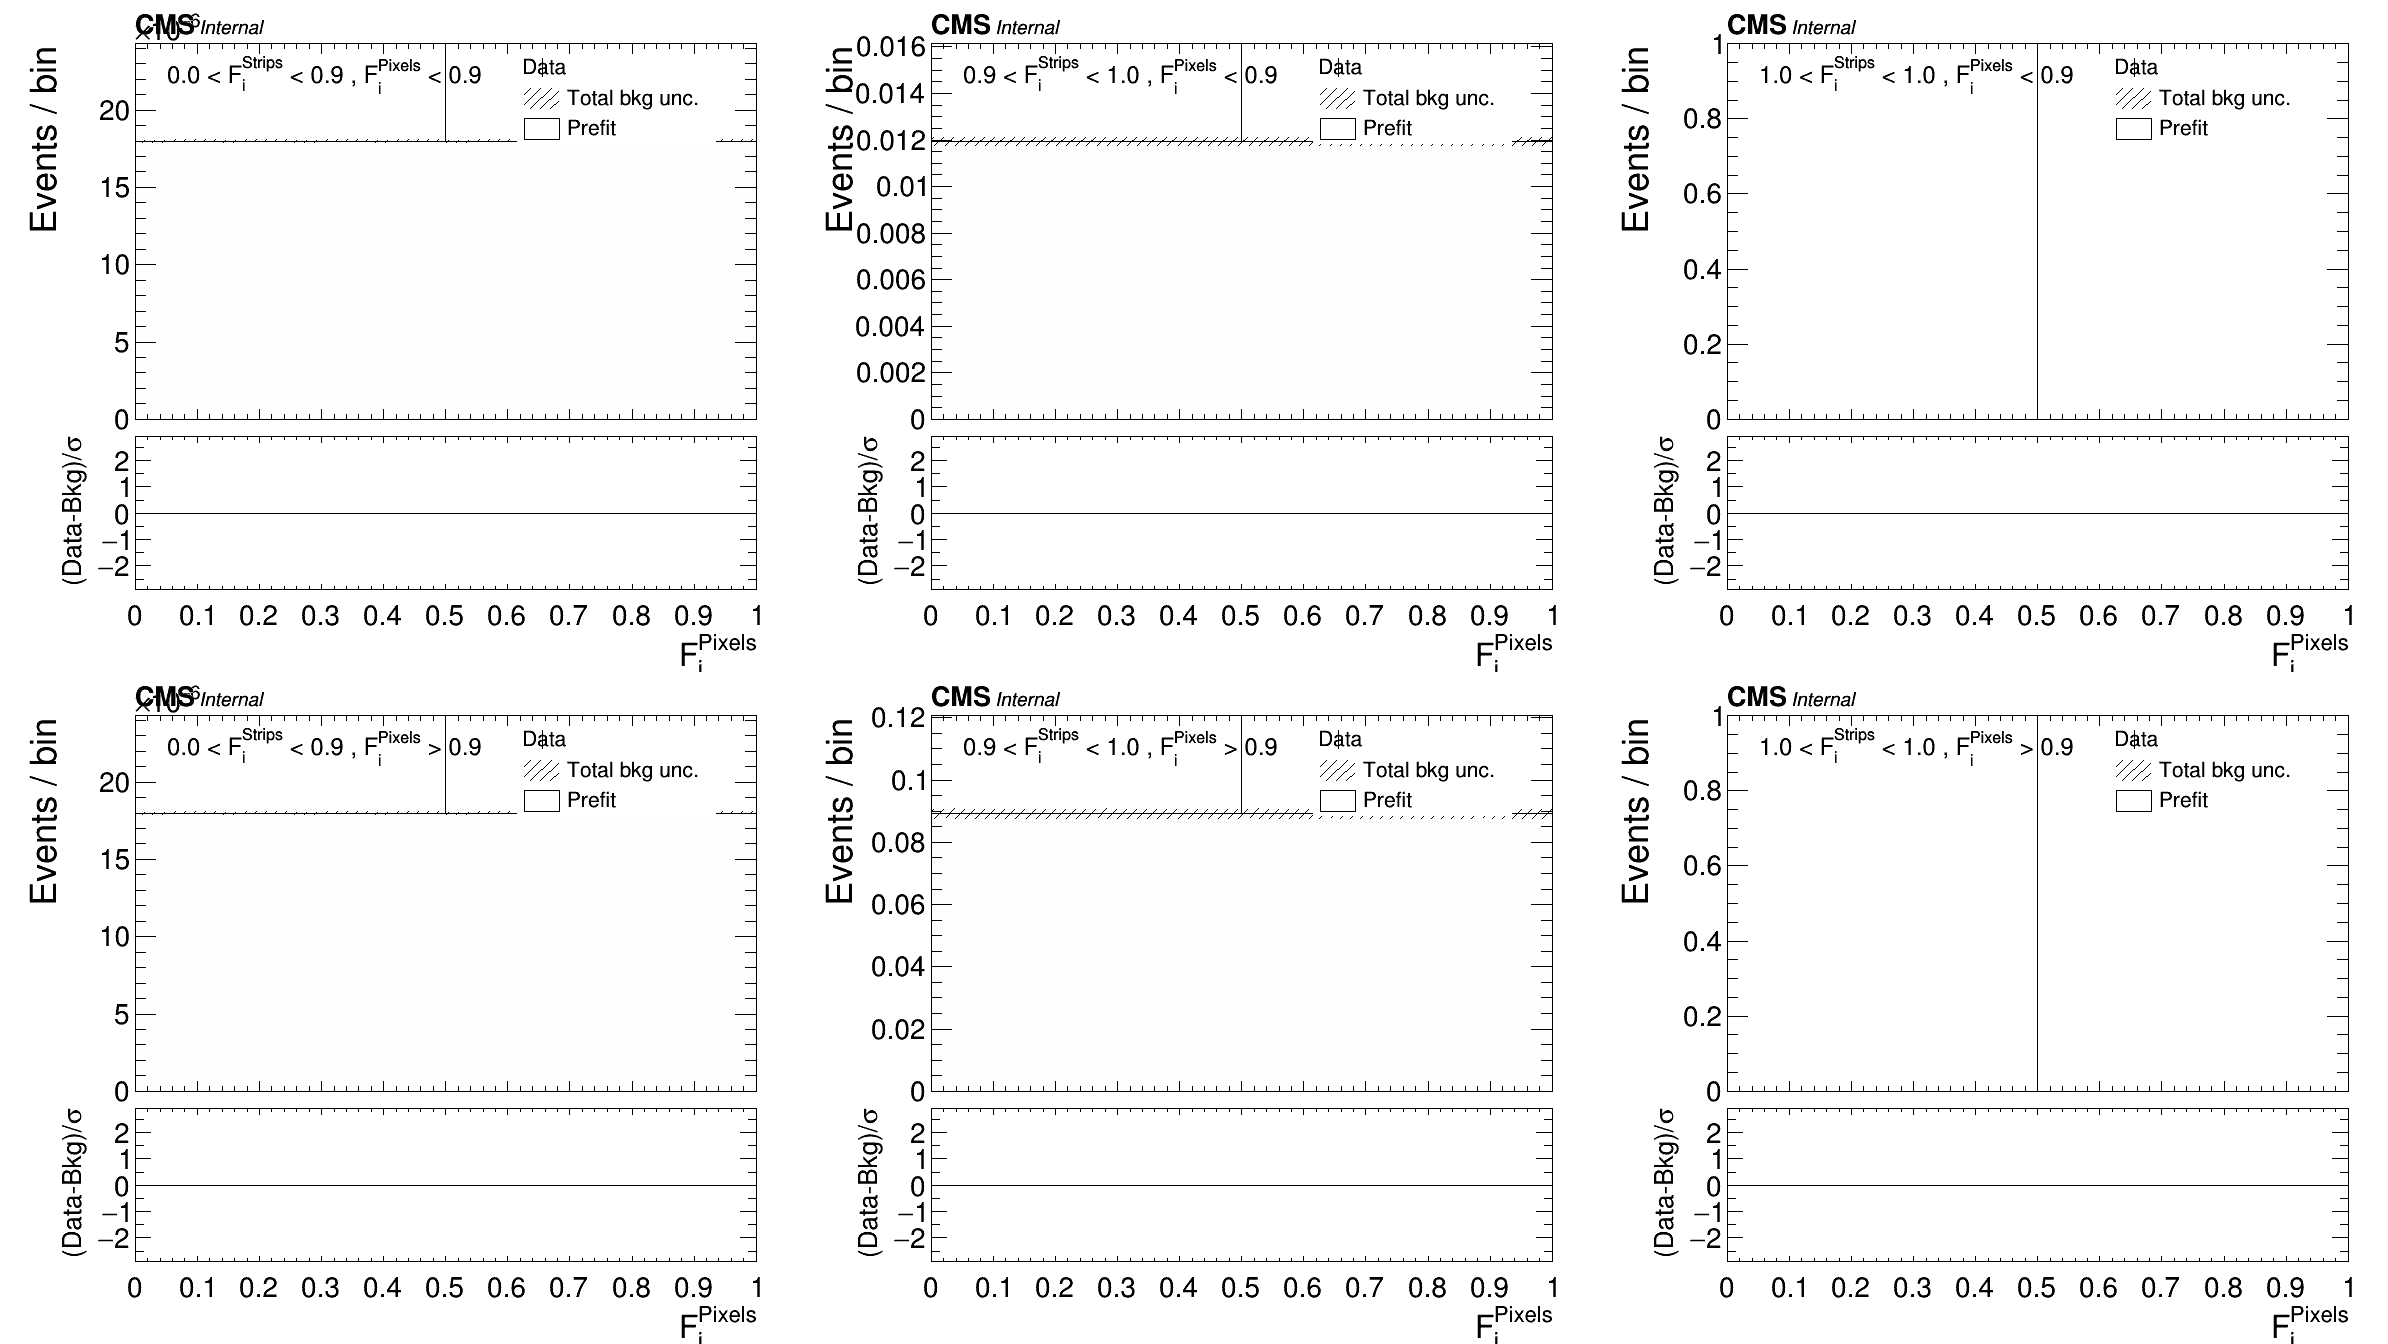 CMS Internal
×10⁻⁶
0.0 < F_i^Strips < 0.9 , F_i^Pixels < 0.9
Data
Total bkg unc.
Prefit
Events / bin
20
15
10
5
0
(Data-Bkg)/σ
2
1
0
−1
−2
0 0.1 0.2 0.3 0.4 0.5 0.6 0.7 0.8 0.9 1
F_i^Pixels
CMS Internal
0.9 < F_i^Strips < 1.0 , F_i^Pixels < 0.9
Data
Total bkg unc.
Prefit
Events / bin
0.016
0.014
0.012
0.01
0.008
0.006
0.004
0.002
0
(Data-Bkg)/σ
2
1
0
−1
−2
0 0.1 0.2 0.3 0.4 0.5 0.6 0.7 0.8 0.9 1
F_i^Pixels
CMS Internal
1.0 < F_i^Strips < 1.0 , F_i^Pixels < 0.9
Data
Total bkg unc.
Prefit
Events / bin
1
0.8
0.6
0.4
0.2
0
(Data-Bkg)/σ
2
1
0
−1
−2
0 0.1 0.2 0.3 0.4 0.5 0.6 0.7 0.8 0.9 1
F_i^Pixels
CMS Internal
×10⁻⁶
0.0 < F_i^Strips < 0.9 , F_i^Pixels > 0.9
Data
Total bkg unc.
Prefit
Events / bin
20
15
10
5
0
(Data-Bkg)/σ
2
1
0
−1
−2
0 0.1 0.2 0.3 0.4 0.5 0.6 0.7 0.8 0.9 1
F_i^Pixels
CMS Internal
0.9 < F_i^Strips < 1.0 , F_i^Pixels > 0.9
Data
Total bkg unc.
Prefit
Events / bin
0.12
0.1
0.08
0.06
0.04
0.02
0
(Data-Bkg)/σ
2
1
0
−1
−2
0 0.1 0.2 0.3 0.4 0.5 0.6 0.7 0.8 0.9 1
F_i^Pixels
CMS Internal
1.0 < F_i^Strips < 1.0 , F_i^Pixels > 0.9
Data
Total bkg unc.
Prefit
Events / bin
1
0.8
0.6
0.4
0.2
0
(Data-Bkg)/σ
2
1
0
−1
−2
0 0.1 0.2 0.3 0.4 0.5 0.6 0.7 0.8 0.9 1
F_i^Pixels